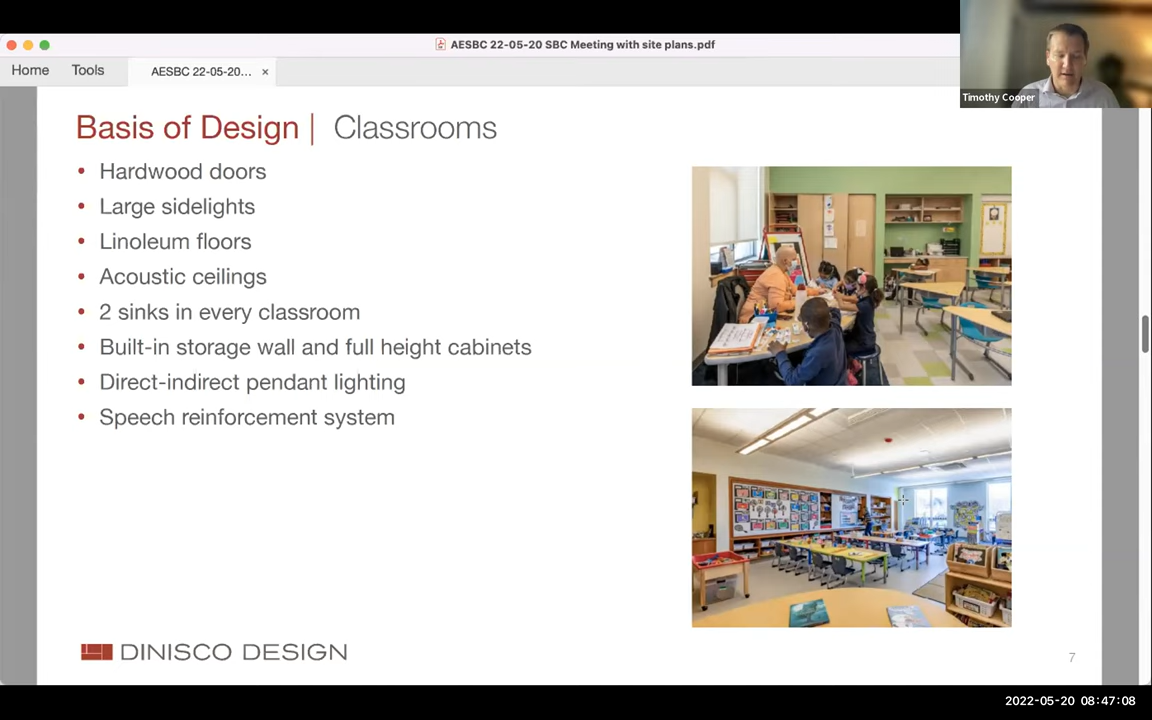 AESBC 22-05-20 SBC Meeting with site plans.pdf
Home Tools AESBC 22-05-20... ×
Timothy Cooper
Basis of Design | Classrooms
• Hardwood doors
• Large sidelights
• Linoleum floors
• Acoustic ceilings
• 2 sinks in every classroom
• Built-in storage wall and full height cabinets
• Direct-indirect pendant lighting
• Speech reinforcement system
DINISCO DESIGN
7
2022-05-20 08:47:08